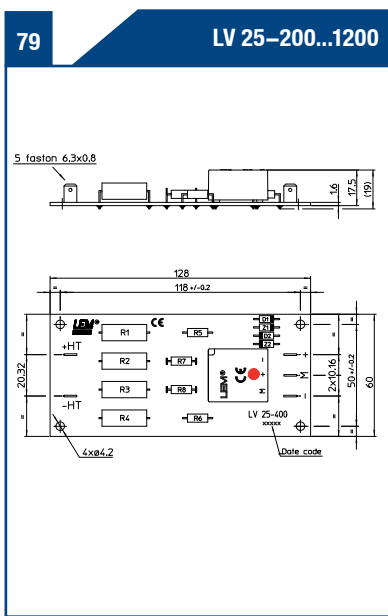 79
LV 25–200...1200
5 faston 6,3x0,8
1,6
17,5
(19)
128
118 +/-0.2
=
=
LEM®
CE
+HT
-HT
R1
R2
R3
R4
R5
R7
R8
R6
D1
Z1
D2
Z2
LEM®
CE
-
+
M
+
M
-
LV 25-400
xxxxx
Date code
4xø4.2
=
20,32
=
=
2x10.16
=
=
50 +/-0.2
=
60